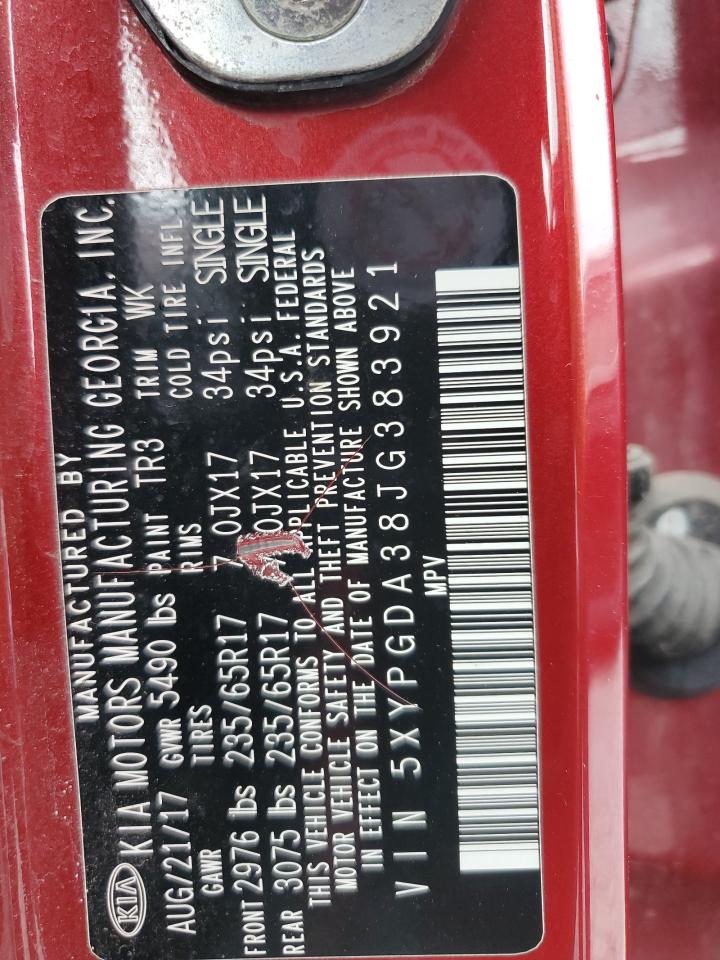 MANUFACTURED BY
KIA KIA MOTORS MANUFACTURING GEORGIA, INC.
AUG/21/17 GVWR 5490 lbs PAINT TR3 TRIM WK
GAWR TIRES RIMS COLD TIRE INFL.
FRONT 2976 lbs 235/65R17 7.0JX17 34psi SINGLE
REAR 3075 lbs 235/65R17 0JX17 34psi SINGLE
THIS VEHICLE CONFORMS TO ALL PLICABLE U.S.A. FEDERAL
MOTOR VEHICLE SAFETY AND THEFT PREVENTION STANDARDS
IN EFFECT ON THE DATE OF MANUFACTURE SHOWN ABOVE
VIN 5XYPGDA38JG383921
MPV